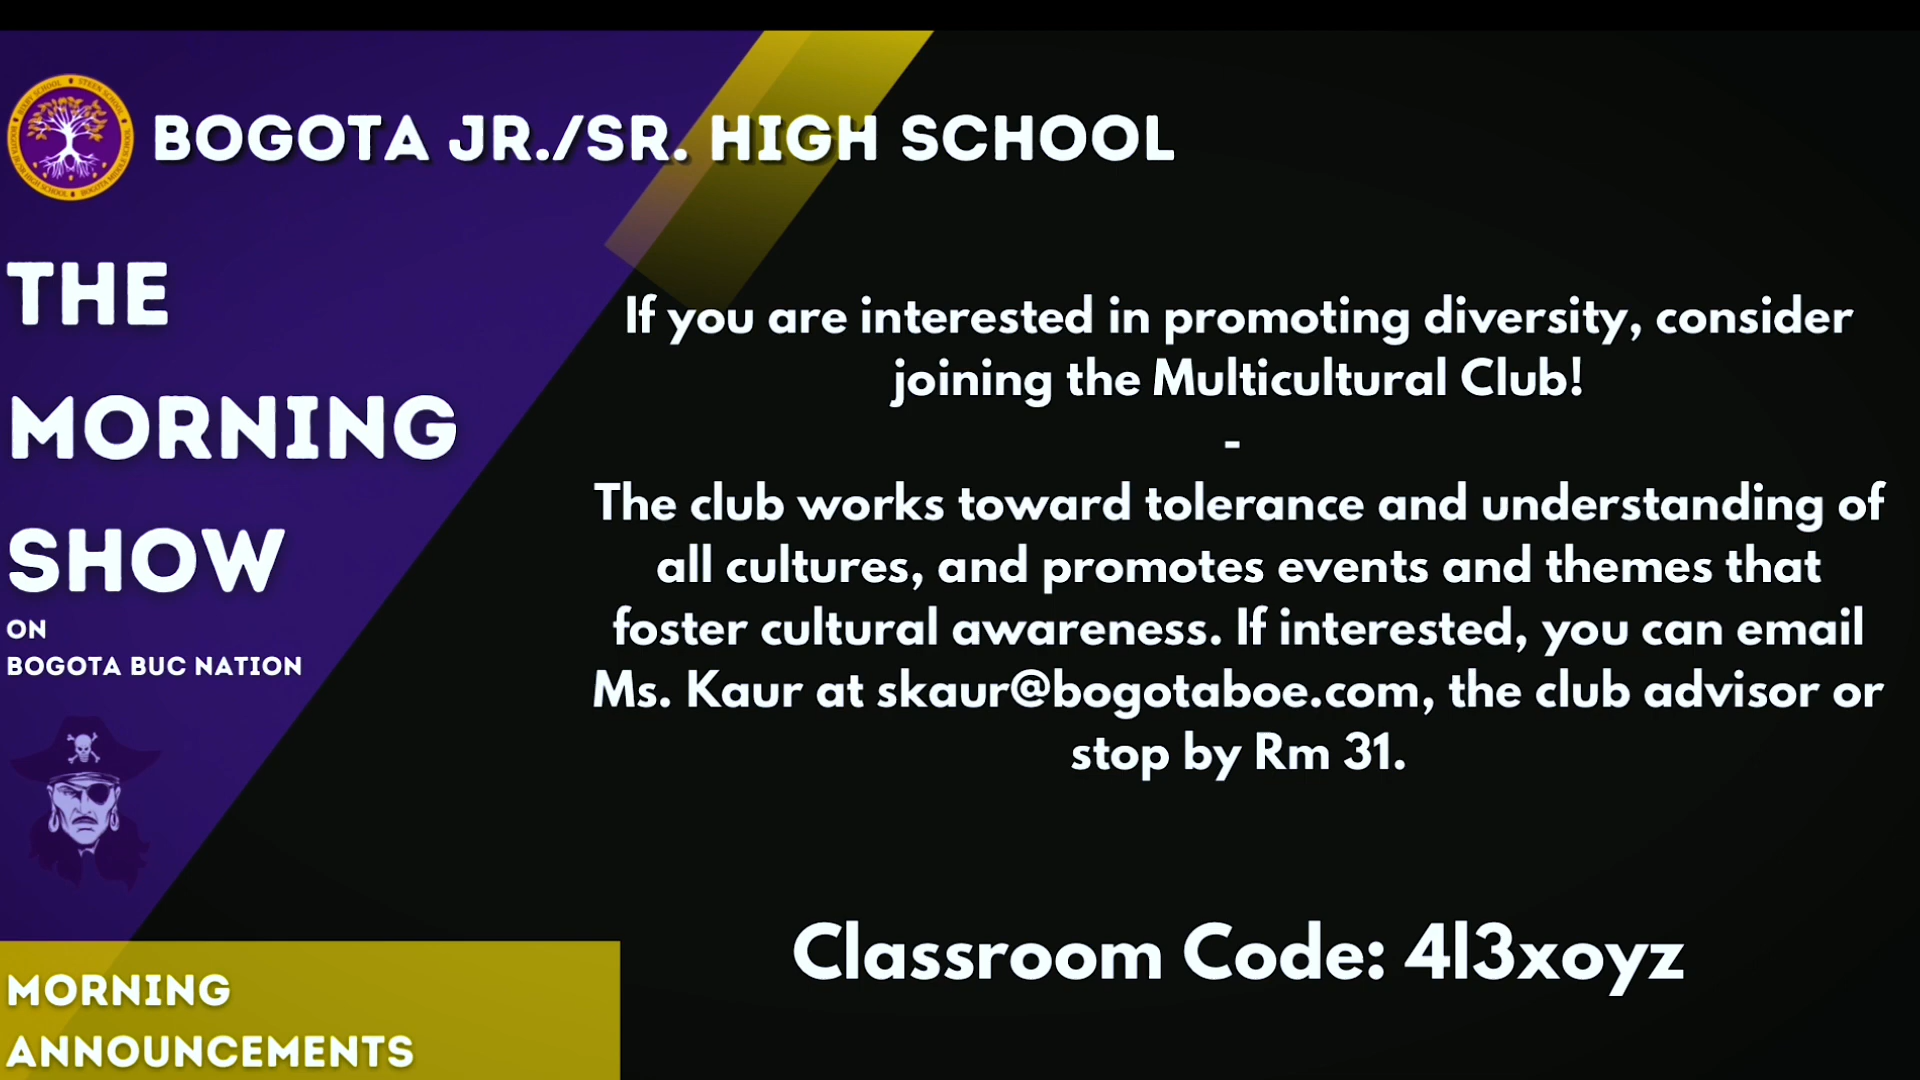 BOGOTA JR./SR. HIGH SCHOOL
THE
MORNING
SHOW
ON
BOGOTA BUC NATION
If you are interested in promoting diversity, consider
joining the Multicultural Club!
-
The club works toward tolerance and understanding of
all cultures, and promotes events and themes that
foster cultural awareness. If interested, you can email
Ms. Kaur at skaur@bogotaboe.com, the club advisor or
stop by Rm 31.
Classroom Code: 4l3xoyz
MORNING
ANNOUNCEMENTS